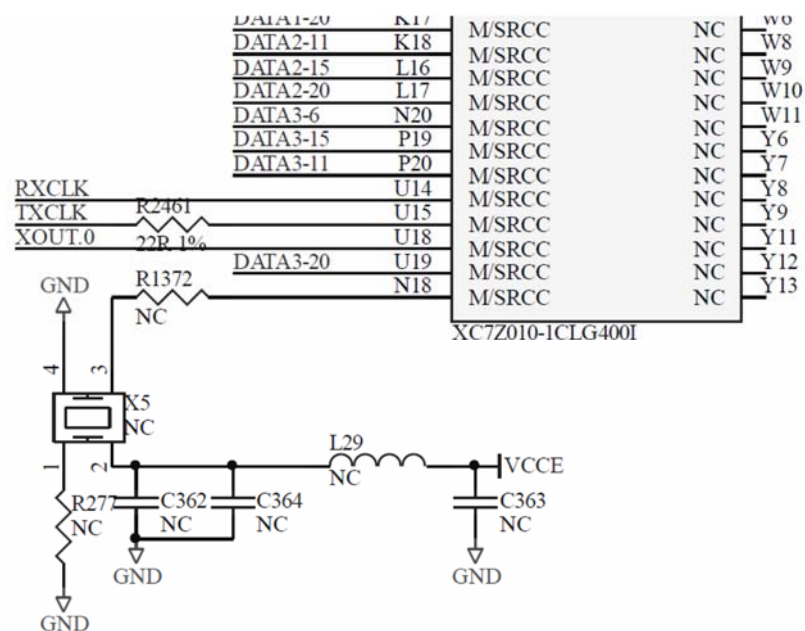 DATA1-20 K17 M/SRCC NC W6
DATA2-11 K18 M/SRCC NC W8
DATA2-15 L16 M/SRCC NC W9
DATA2-20 L17 M/SRCC NC W10
DATA3-6 N20 M/SRCC NC W11
DATA3-15 P19 M/SRCC NC Y6
DATA3-11 P20 M/SRCC NC Y7
RXCLK U14 M/SRCC NC Y8
TXCLK R2461 U15 M/SRCC NC Y9
XOUT.0 22R 1% U18 M/SRCC NC Y11
DATA3-20 U19 M/SRCC NC Y12
GND R1372 N18 M/SRCC NC Y13
NC
XC7Z010-1CLG400I
4 3
X5
NC
1 2
L29
NC
VCCE
R277
NC
C362
NC
C364
NC
C363
NC
GND
GND
GND